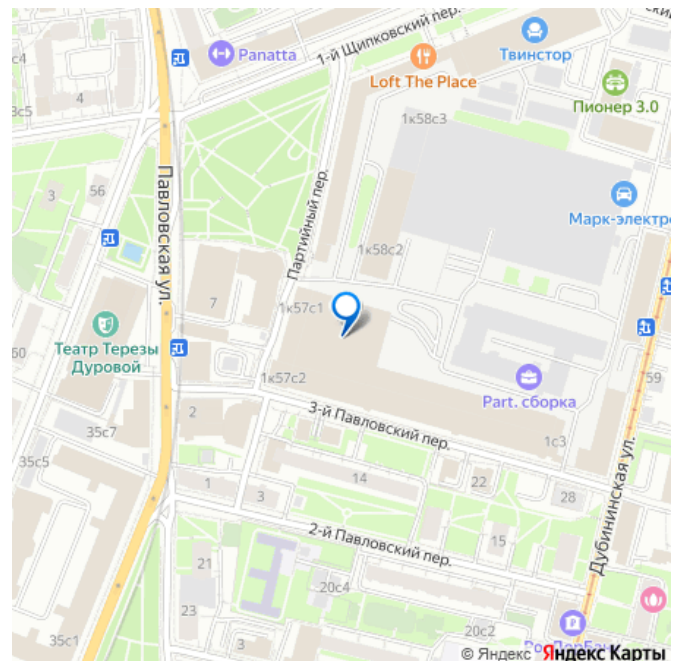 1-й Щипковский пер.
Panatta
Loft The Place
Твинстор
Пионер 3.0
4
1к58с3
3
56
Павловская ул.
Партийный пер.
Марк-электро
1к58с2
7
1к57с1
Театр Терезы
Дуровой
1к57с2
Part. сборка
59
60
2
3-й Павловский пер.
35с7
1с3
35с5
14
22
28
1
3
Дубининская ул.
2-й Павловский пер.
15
21
20с4
23
3
20с2
35с1
© Яндекс Яндекс Карты